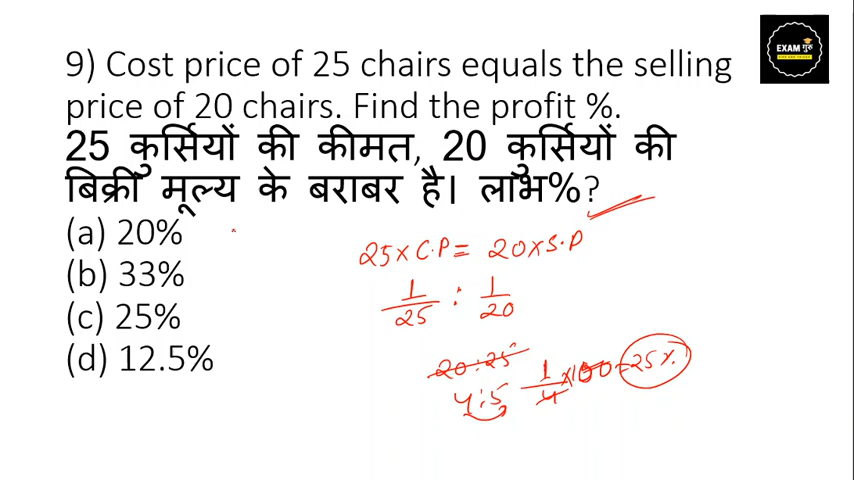 EXAM गुरु
9) Cost price of 25 chairs equals the selling
price of 20 chairs. Find the profit %.
25 कुर्सियों की कीमत, 20 कुर्सियों की
बिक्री मूल्य के बराबर है। लाभ%?
(a) 20%
(b) 33%
(c) 25%
(d) 12.5%
25 x C.P = 20 x S.P
1/25 : 1/20
20:25
4:5 1/4 x 100 = 25%